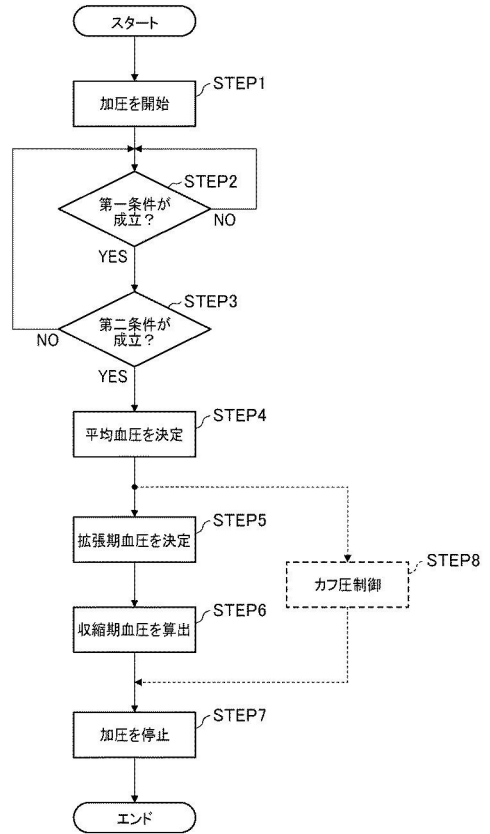 スタート
STEP1
加圧を開始
STEP2
第一条件が
成立?
NO
YES
STEP3
第二条件が
成立?
NO
YES
STEP4
平均血圧を決定
STEP5
拡張期血圧を決定
STEP8
カフ圧制御
STEP6
収縮期血圧を算出
STEP7
加圧を停止
エンド